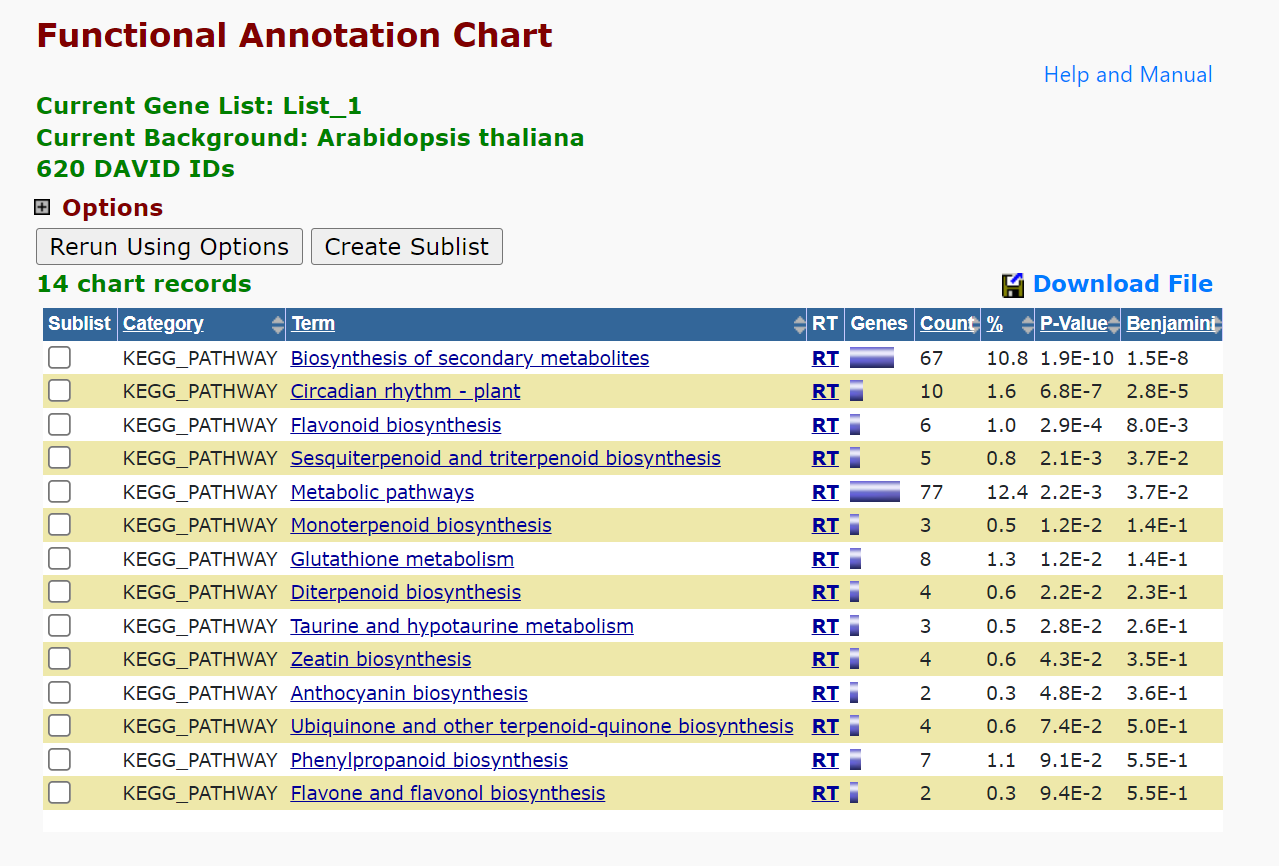 Functional Annotation Chart
Help and Manual
Current Gene List: List_1
Current Background: Arabidopsis thaliana
620 DAVID IDs
Options
Rerun Using Options Create Sublist
14 chart records Download File
Sublist Category Term RT Genes Count % P-Value Benjamini
KEGG_PATHWAY Biosynthesis of secondary metabolites RT 67 10.8 1.9E-10 1.5E-8
KEGG_PATHWAY Circadian rhythm - plant RT 10 1.6 6.8E-7 2.8E-5
KEGG_PATHWAY Flavonoid biosynthesis RT 6 1.0 2.9E-4 8.0E-3
KEGG_PATHWAY Sesquiterpenoid and triterpenoid biosynthesis RT 5 0.8 2.1E-3 3.7E-2
KEGG_PATHWAY Metabolic pathways RT 77 12.4 2.2E-3 3.7E-2
KEGG_PATHWAY Monoterpenoid biosynthesis RT 3 0.5 1.2E-2 1.4E-1
KEGG_PATHWAY Glutathione metabolism RT 8 1.3 1.2E-2 1.4E-1
KEGG_PATHWAY Diterpenoid biosynthesis RT 4 0.6 2.2E-2 2.3E-1
KEGG_PATHWAY Taurine and hypotaurine metabolism RT 3 0.5 2.8E-2 2.6E-1
KEGG_PATHWAY Zeatin biosynthesis RT 4 0.6 4.3E-2 3.5E-1
KEGG_PATHWAY Anthocyanin biosynthesis RT 2 0.3 4.8E-2 3.6E-1
KEGG_PATHWAY Ubiquinone and other terpenoid-quinone biosynthesis RT 4 0.6 7.4E-2 5.0E-1
KEGG_PATHWAY Phenylpropanoid biosynthesis RT 7 1.1 9.1E-2 5.5E-1
KEGG_PATHWAY Flavone and flavonol biosynthesis RT 2 0.3 9.4E-2 5.5E-1